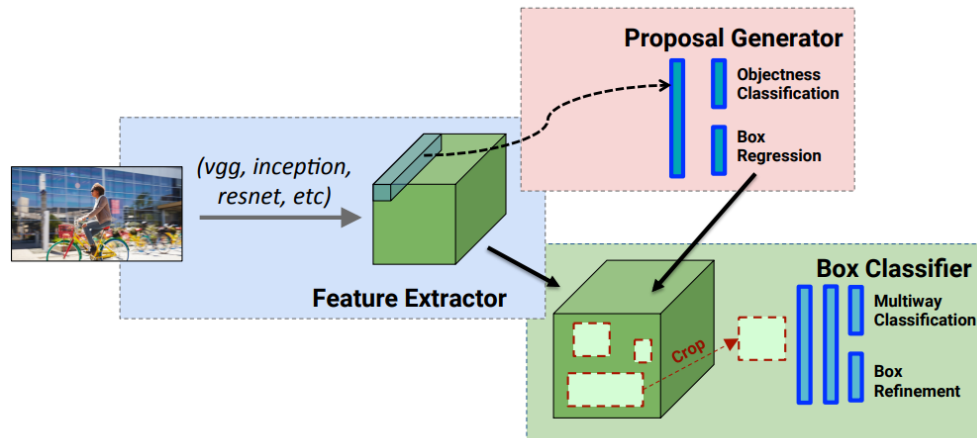 Proposal Generator
Objectness
Classification
Box
Regression
(vgg, inception,
resnet, etc)
Feature Extractor
Box Classifier
Multiway
Classification
Crop
Box
Refinement